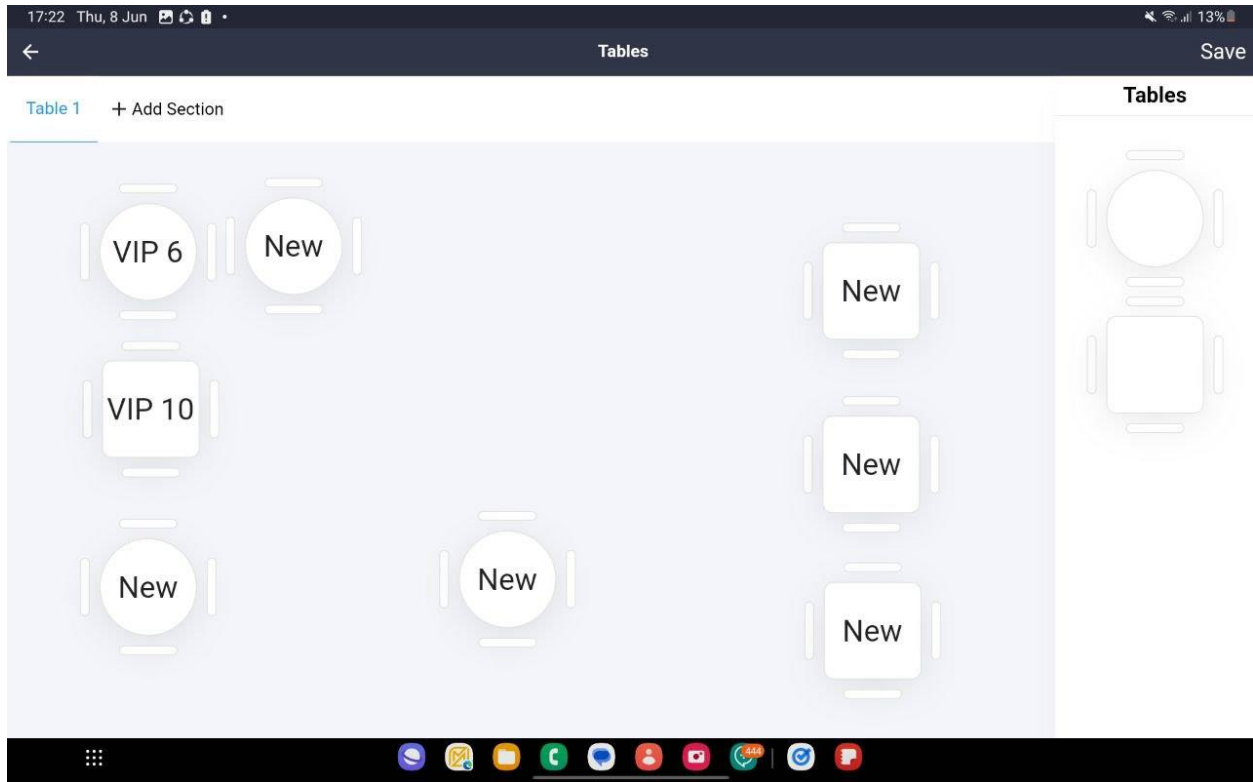 17:22 Thu, 8 Jun
13%
Tables
Save
Table 1
+ Add Section
Tables
VIP 6
New
New
VIP 10
New
New
New
New
444